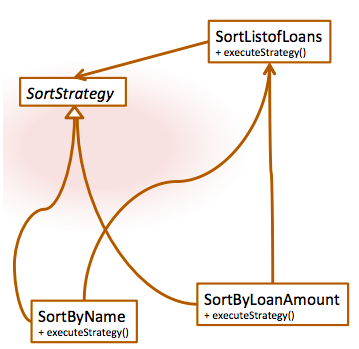 SortListofLoans
+ executeStrategy()
SortStrategy
SortByLoanAmount
+ executeStrategy()
SortByName
+ executeStrategy()